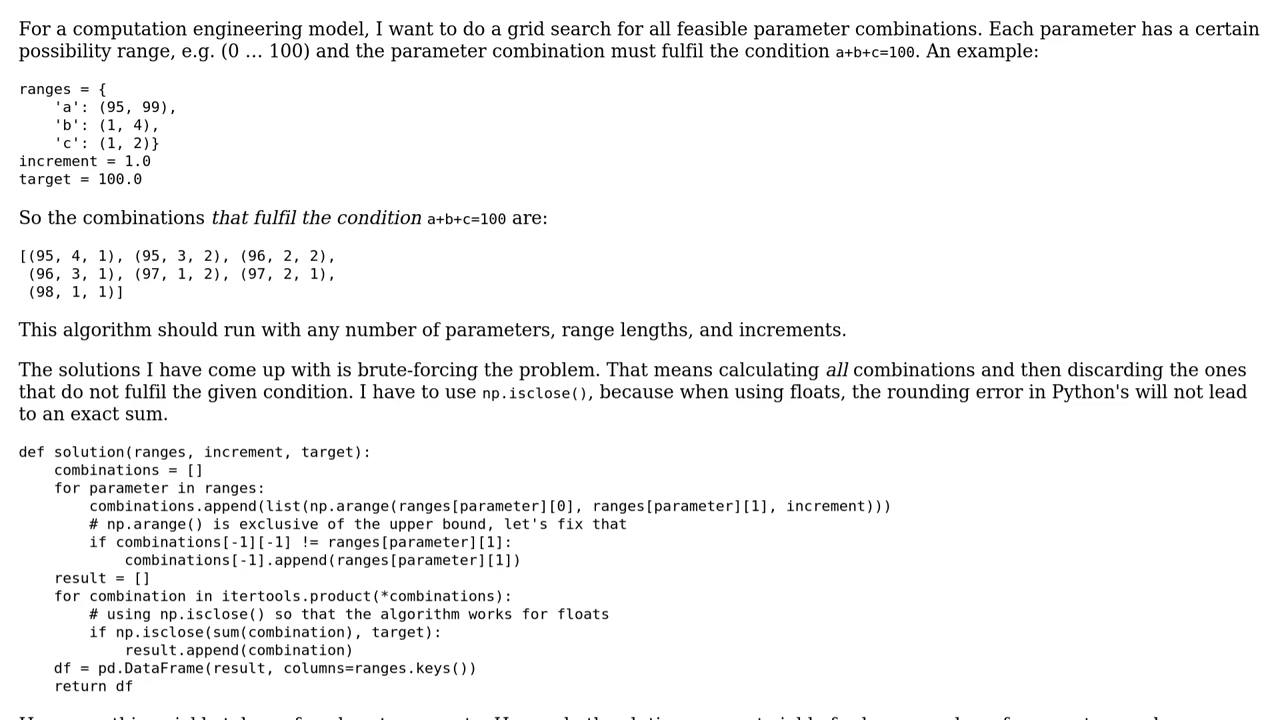 For a computation engineering model, I want to do a grid search for all feasible parameter combinations. Each parameter has a certain
possibility range, e.g. (0 … 100) and the parameter combination must fulfil the condition a+b+c=100. An example:
ranges = {
    'a': (95, 99),
    'b': (1, 4),
    'c': (1, 2)}
increment = 1.0
target = 100.0
So the combinations that fulfil the condition a+b+c=100 are:
[(95, 4, 1), (95, 3, 2), (96, 2, 2),
 (96, 3, 1), (97, 1, 2), (97, 2, 1),
 (98, 1, 1)]
This algorithm should run with any number of parameters, range lengths, and increments.
The solutions I have come up with is brute-forcing the problem. That means calculating all combinations and then discarding the ones
that do not fulfil the given condition. I have to use np.isclose(), because when using floats, the rounding error in Python's will not lead
to an exact sum.
def solution(ranges, increment, target):
    combinations = []
    for parameter in ranges:
        combinations.append(list(np.arange(ranges[parameter][0], ranges[parameter][1], increment)))
        # np.arange() is exclusive of the upper bound, let's fix that
        if combinations[-1][-1] != ranges[parameter][1]:
            combinations[-1].append(ranges[parameter][1])
    result = []
    for combination in itertools.product(*combinations):
        # using np.isclose() so that the algorithm works for floats
        if np.isclose(sum(combination), target):
            result.append(combination)
    df = pd.DataFrame(result, columns=ranges.keys())
    return df